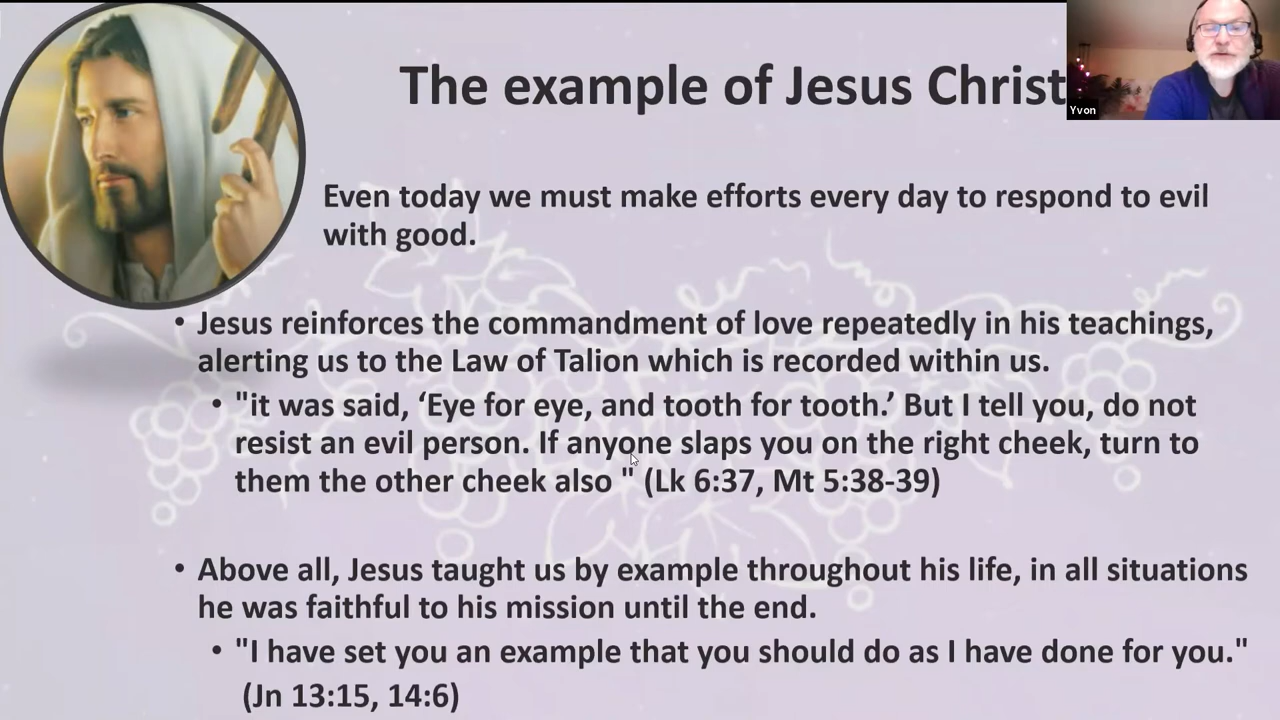 The example of Jesus Christ
Yvon
Even today we must make efforts every day to respond to evil
with good.
• Jesus reinforces the commandment of love repeatedly in his teachings,
alerting us to the Law of Talion which is recorded within us.
• "it was said, ‘Eye for eye, and tooth for tooth.’ But I tell you, do not
resist an evil person. If anyone slaps you on the right cheek, turn to
them the other cheek also " (Lk 6:37, Mt 5:38-39)
• Above all, Jesus taught us by example throughout his life, in all situations
he was faithful to his mission until the end.
• "I have set you an example that you should do as I have done for you."
(Jn 13:15, 14:6)